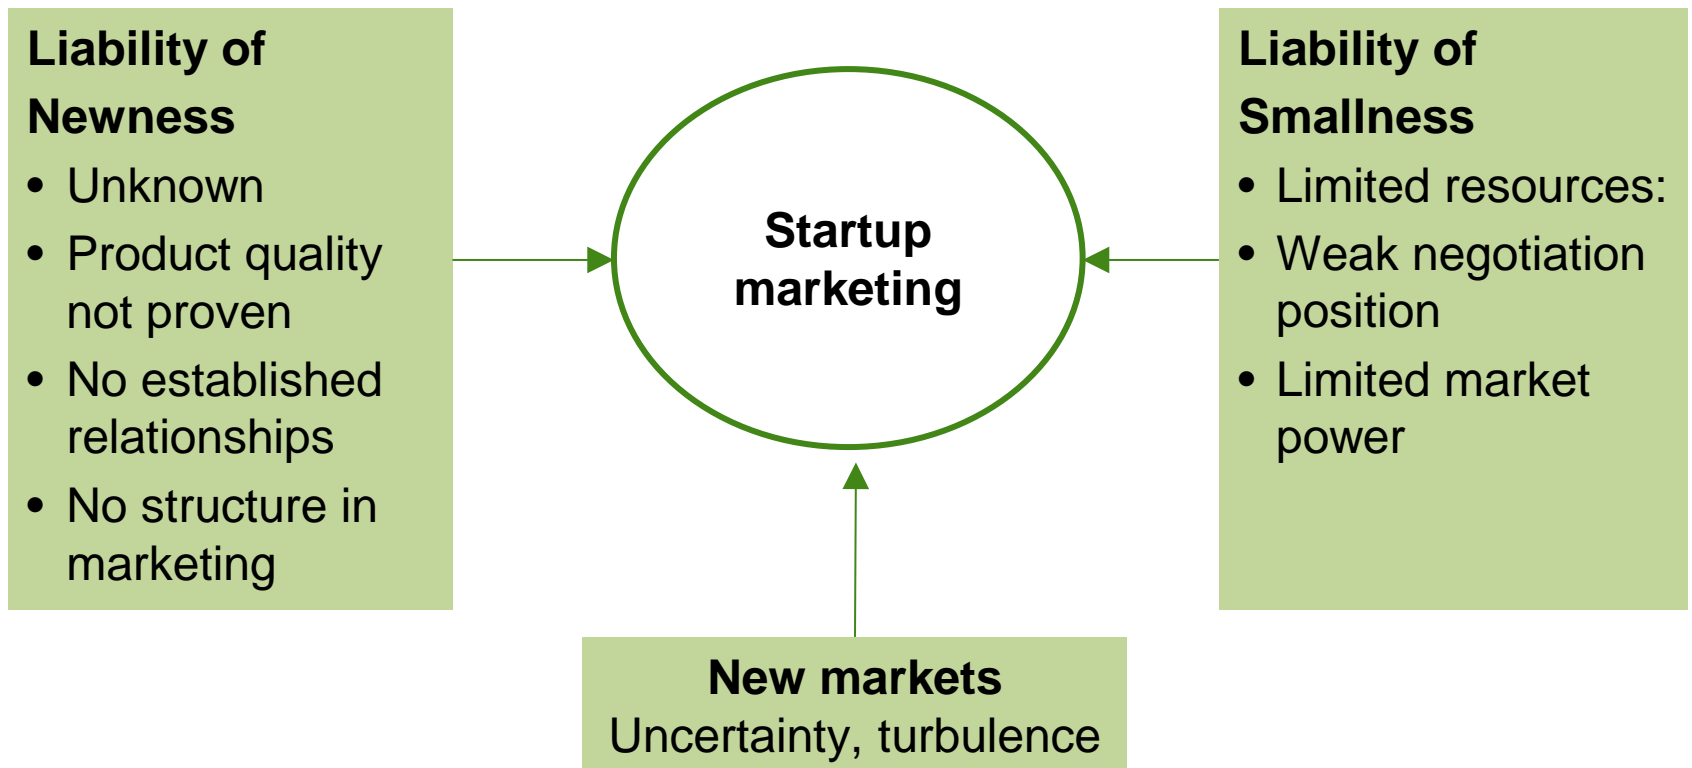 Liability of
Newness
• Unknown
• Product quality
not proven
• No established
relationships
• No structure in
marketing
Startup
marketing
Liability of
Smallness
• Limited resources:
• Weak negotiation
position
• Limited market
power
New markets
Uncertainty, turbulence